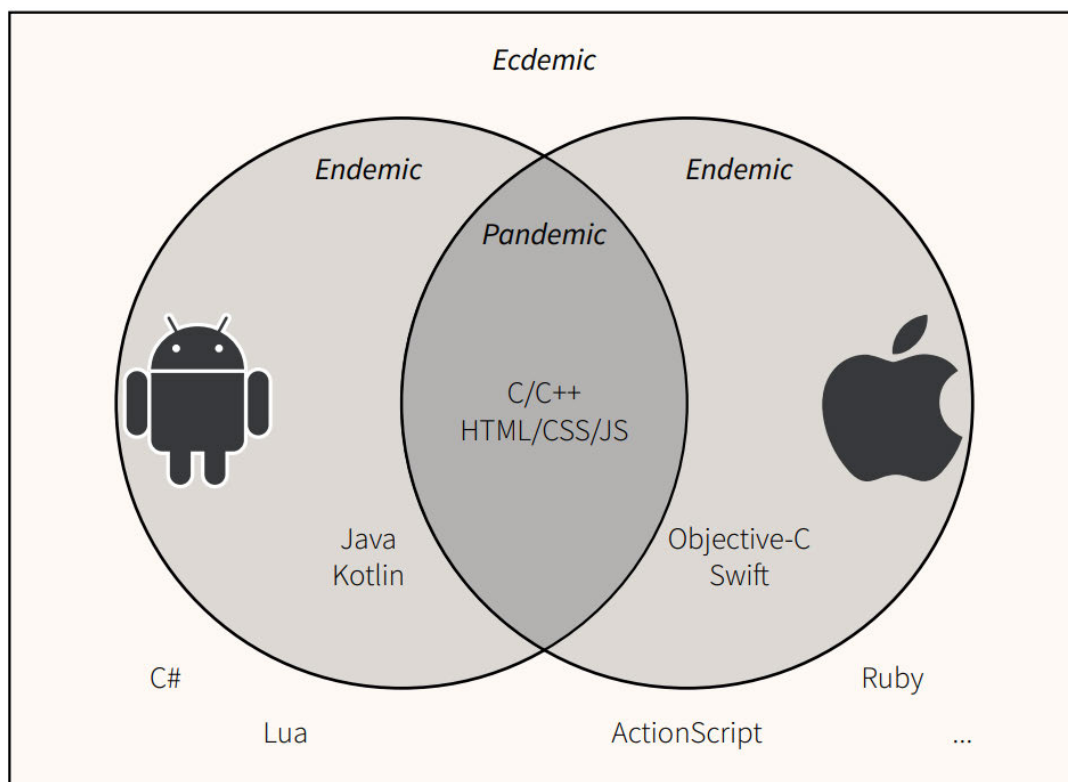 Ecdemic
Endemic
Endemic
Pandemic
C/C++
HTML/CSS/JS
Java
Kotlin
Objective-C
Swift
C#
Ruby
Lua
ActionScript
...